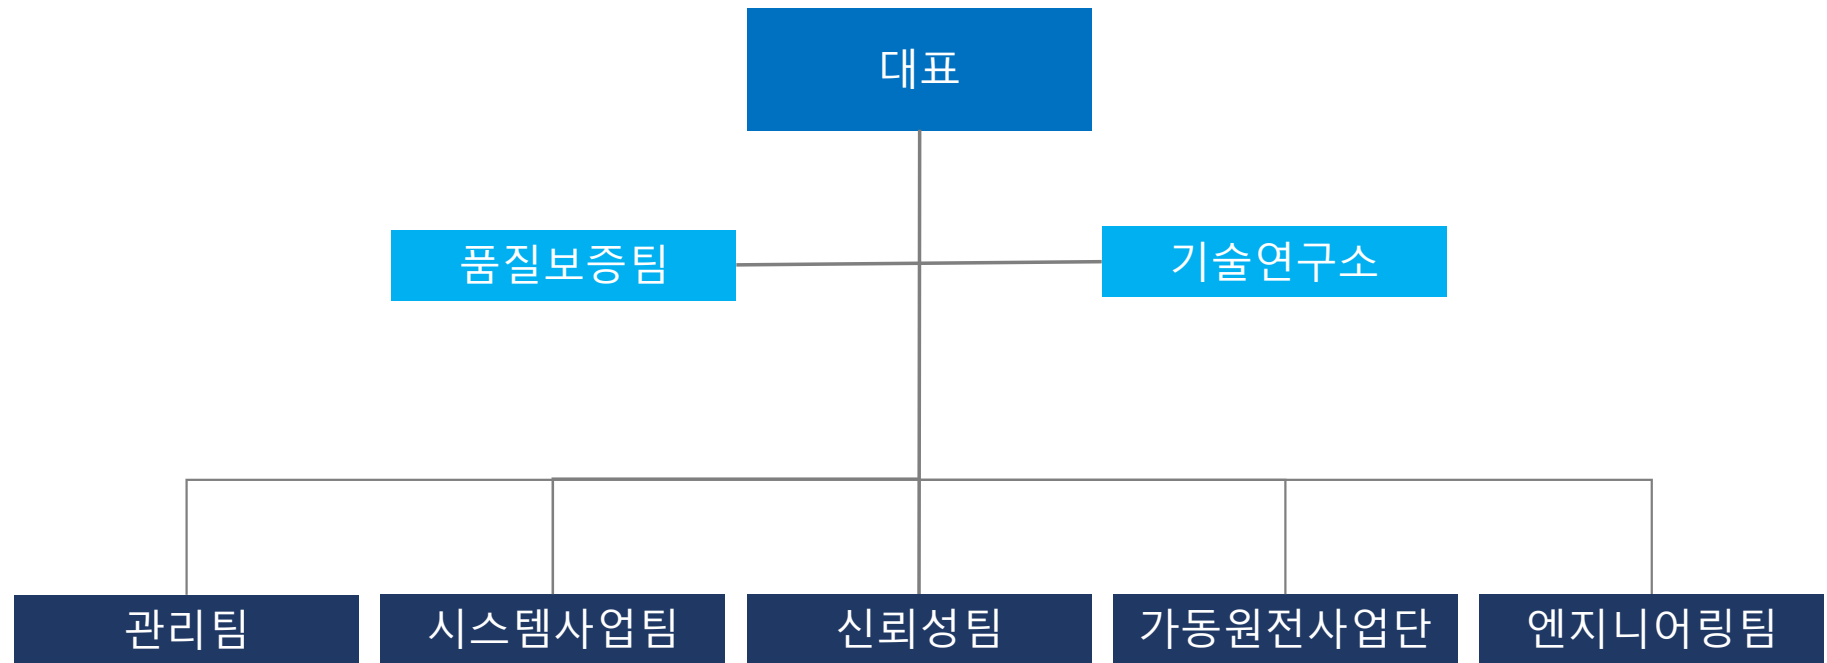 대표
품질보증팀
기술연구소
관리팀
시스템사업팀
신뢰성팀
가동원전사업단
엔지니어링팀